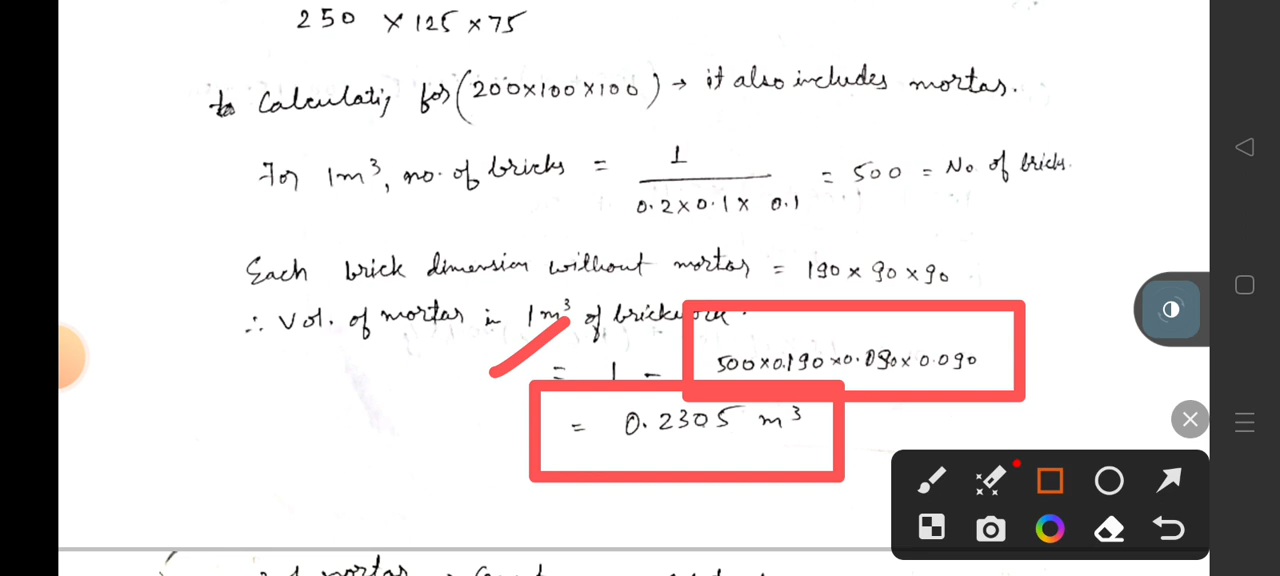 250 × 125 × 75
Calculatig for (200×100×100) → it also includes mortar.
For 1m³, no. of bricks = 1 / 0.2 × 0.1 × 0.1 = 500 = No. of bricks.
Each brick dimension without mortar = 190 × 90 × 90
∴ Vol. of mortar in 1m³ of brickwork.
= 1 - 500×0.190×0.090×0.090
= 0.2305 m³
mortar